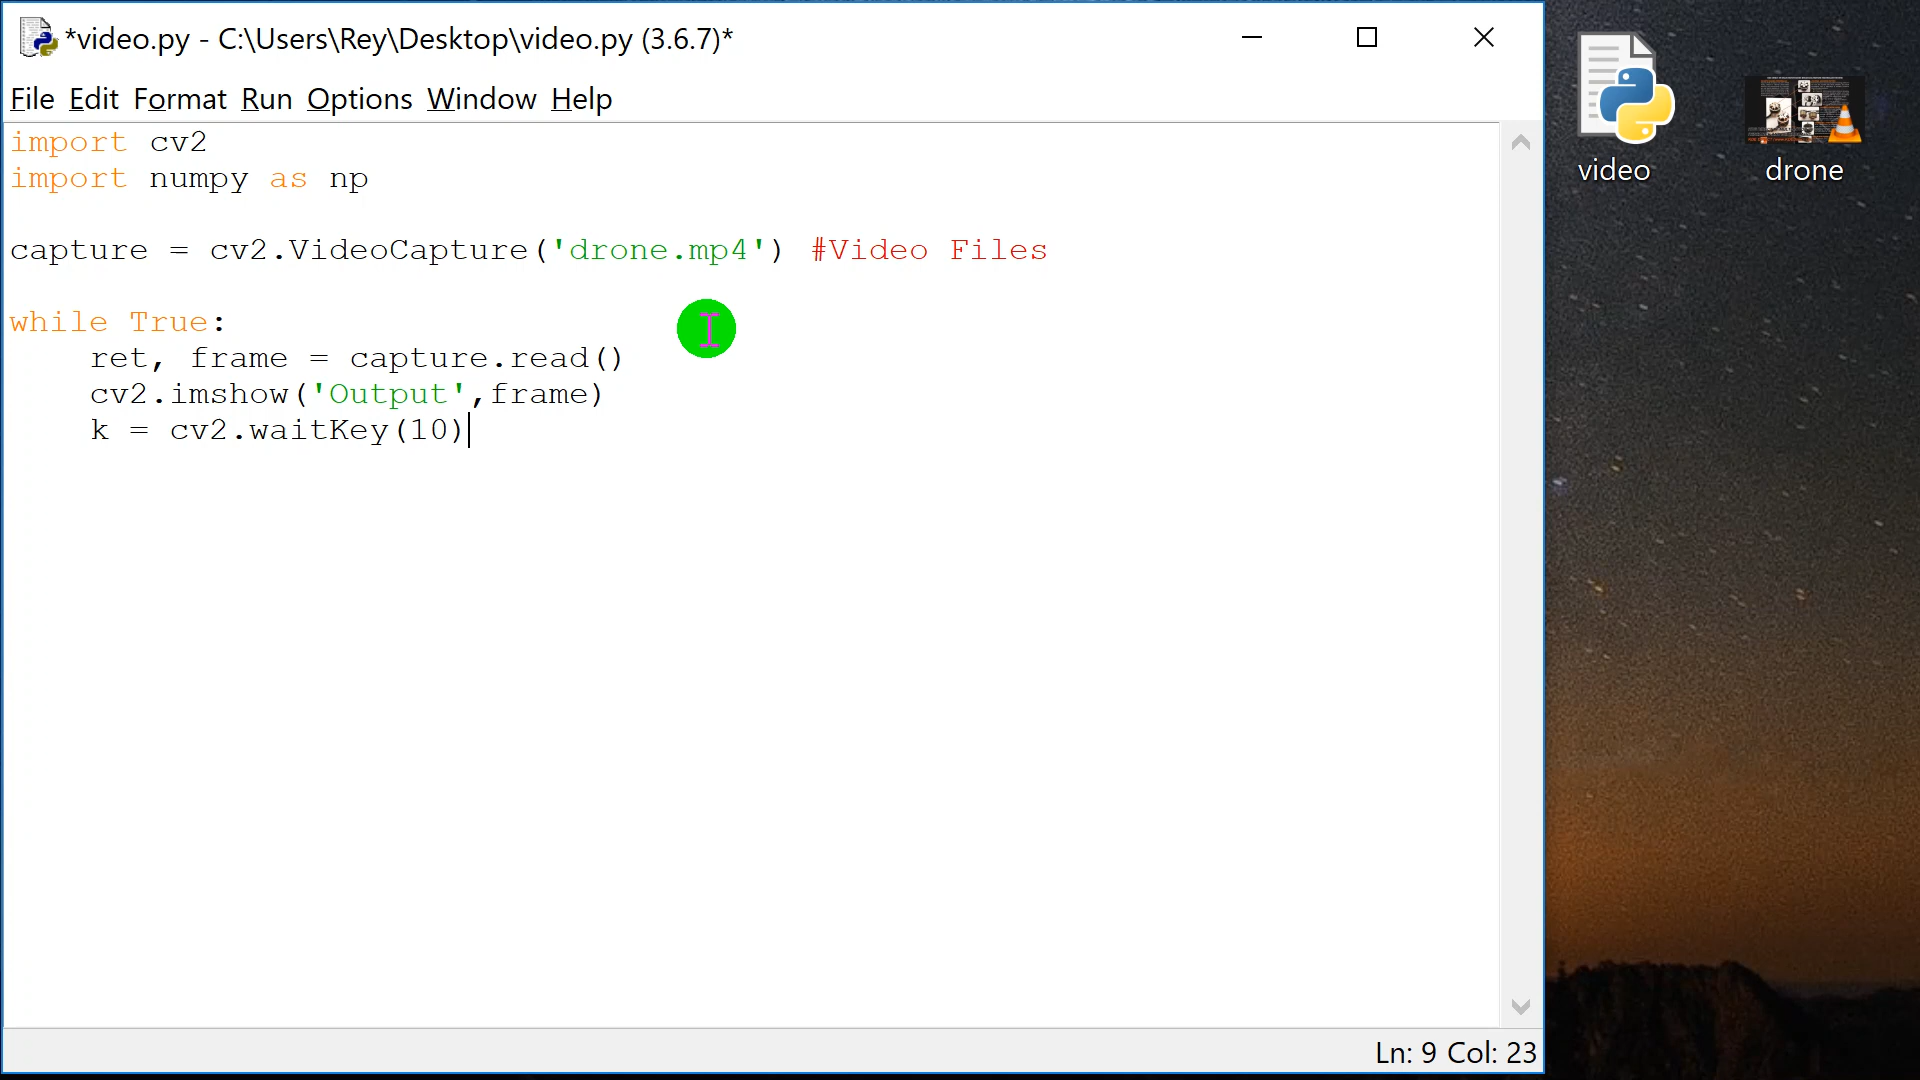 *video.py - C:\Users\Rey\Desktop\video.py (3.6.7)*
File Edit Format Run Options Window Help
import cv2
import numpy as np
capture = cv2.VideoCapture('drone.mp4') #Video Files
while True:
    ret, frame = capture.read()
    cv2.imshow('Output',frame)
    k = cv2.waitKey(10)
Ln: 9 Col: 23
video
drone